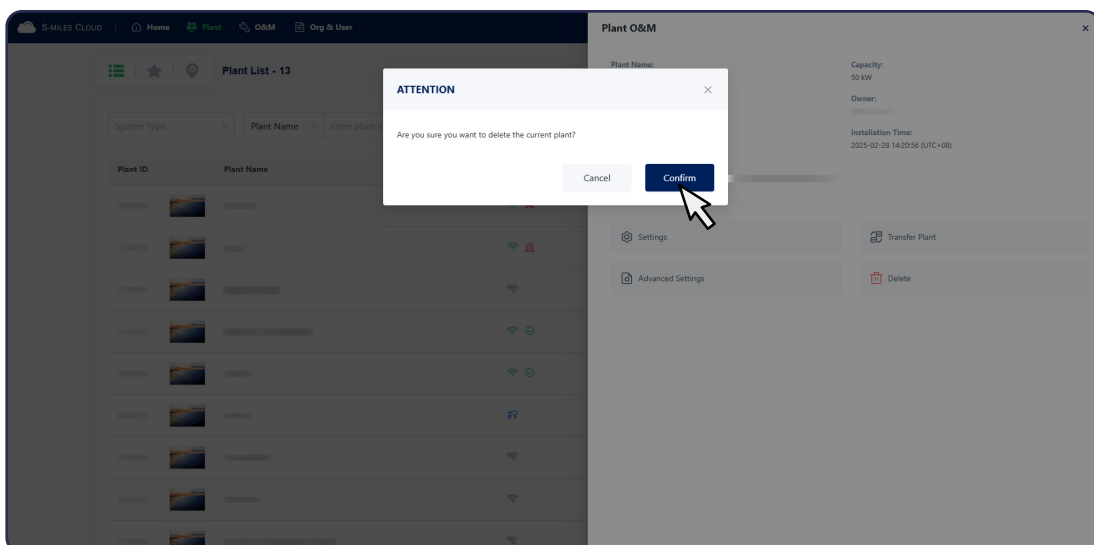 S-MILES CLOUD Home Plant O&M Org & User
Plant O&M
Plant List - 13
Plant Name:
Capacity:
50 kW
Owner:
Installation Time:
2025-02-28 14:20:56 (UTC+08)
ATTENTION
Are you sure you want to delete the current plant?
Cancel Confirm
System Type Plant Name Enter plant
Plant ID Plant Name
Settings Transfer Plant
Advanced Settings Delete